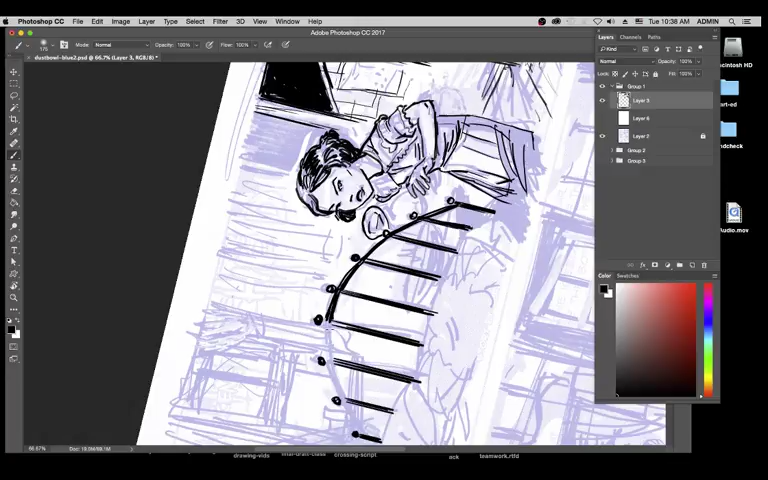 Photoshop CC File Edit Image Layer Type Select Filter 3D View Window Help
Tue 10:38 AM ADMIN
Adobe Photoshop CC 2017
175 Mode: Normal Opacity: 100% Flow: 100%
dustbowl-blue2.psd @ 66.7% (Layer 3, RGB/8) *
Layers Channels Paths
Kind
Normal Opacity: 100%
Lock: Fill: 100%
Group 1
Layer 3
Layer 6
Layer 2
Group 2
Group 3
Color Swatches
66.67%
macintosh HD
Audio.mov
drawing-vids
crossing-script
teamwork.rtfd